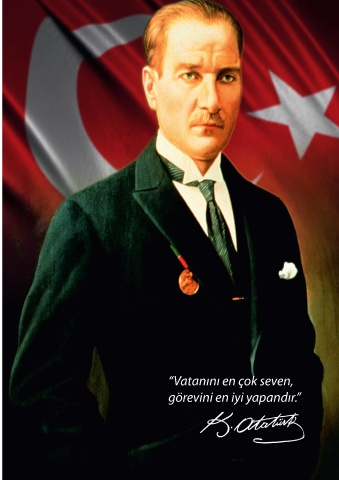 “Vatanını en çok seven,
görevini en iyi yapandır.”
K. Atatürk